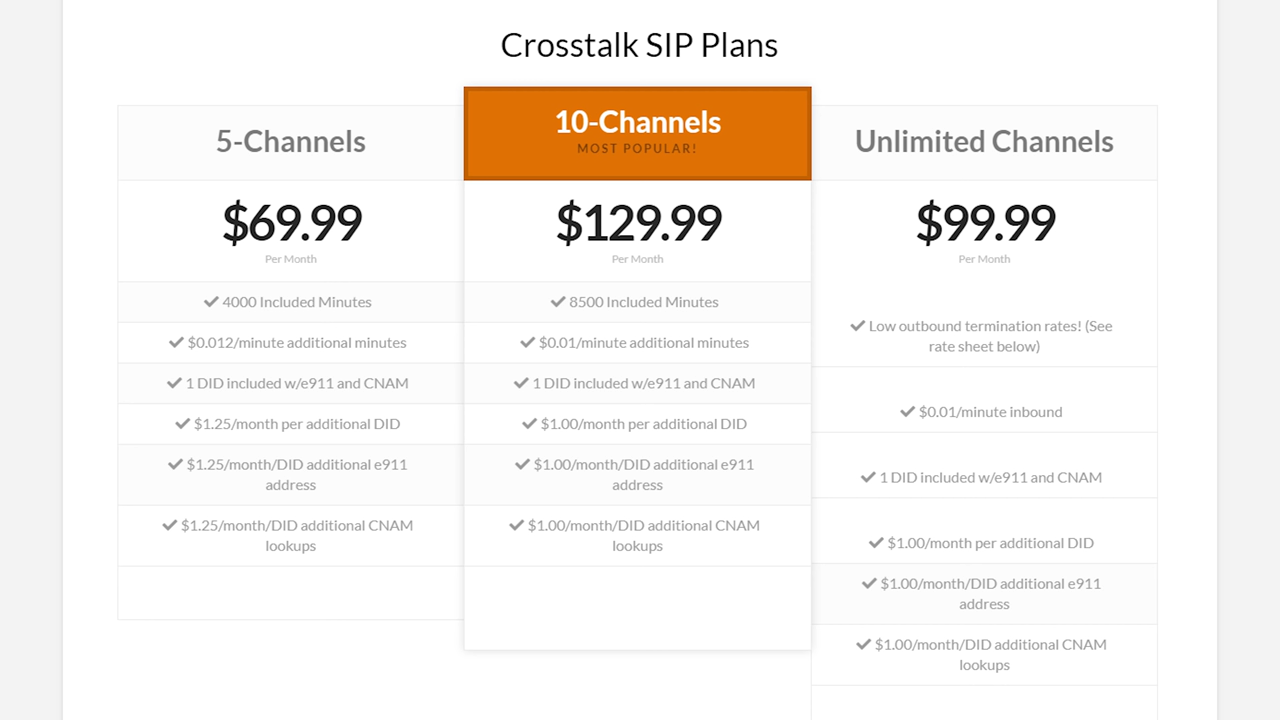 Crosstalk SIP Plans
5-Channels
$69.99
Per Month
4000 Included Minutes
$0.012/minute additional minutes
1 DID included w/e911 and CNAM
$1.25/month per additional DID
$1.25/month/DID additional e911
address
$1.25/month/DID additional CNAM
lookups
10-Channels
MOST POPULAR!
$129.99
Per Month
8500 Included Minutes
$0.01/minute additional minutes
1 DID included w/e911 and CNAM
$1.00/month per additional DID
$1.00/month/DID additional e911
address
$1.00/month/DID additional CNAM
lookups
Unlimited Channels
$99.99
Per Month
Low outbound termination rates! (See
rate sheet below)
$0.01/minute inbound
1 DID included w/e911 and CNAM
$1.00/month per additional DID
$1.00/month/DID additional e911
address
$1.00/month/DID additional CNAM
lookups